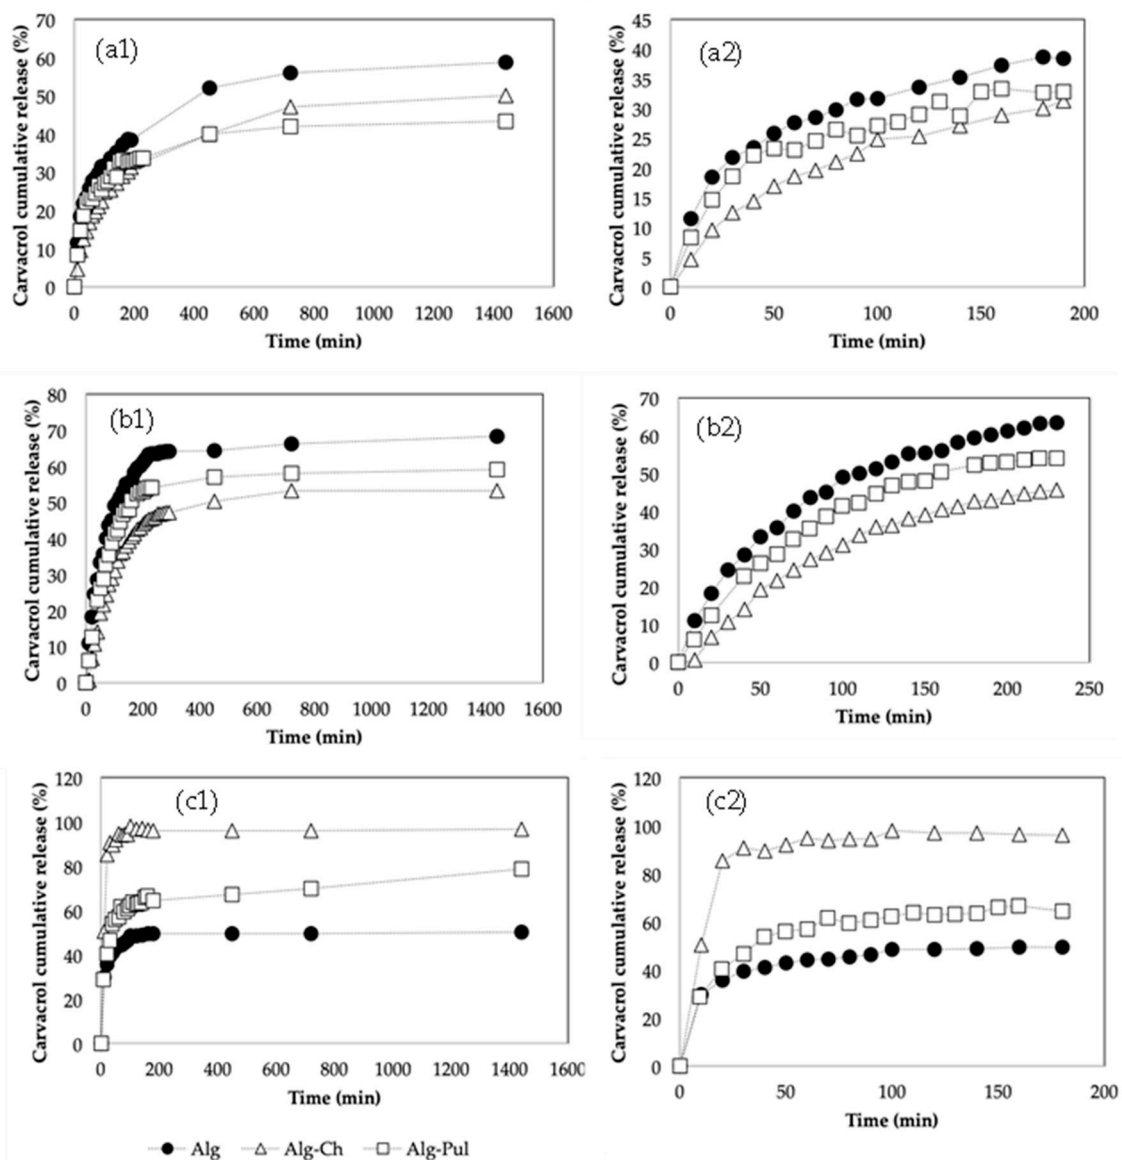 (a1)
Carvacrol cumulative release (%)
70
60
50
40
30
20
10
0
0 200 400 600 800 1000 1200 1400 1600
Time (min)
(a2)
Carvacrol cumulative release (%)
45
40
35
30
25
20
15
10
5
0
0 50 100 150 200
Time (min)
(b1)
Carvacrol cumulative release (%)
80
70
60
50
40
30
20
10
0
0 200 400 600 800 1000 1200 1400 1600
Time (min)
(b2)
Carvacrol cumulative release (%)
70
60
50
40
30
20
10
0
0 50 100 150 200 250
Time (min)
(c1)
Carvacrol cumulative release (%)
120
100
80
60
40
20
0
0 200 400 600 800 1000 1200 1400 1600
Time (min)
(c2)
Carvacrol cumulative release (%)
120
100
80
60
40
20
0
0 50 100 150 200
Time (min)
Alg Alg-Ch Alg-Pul